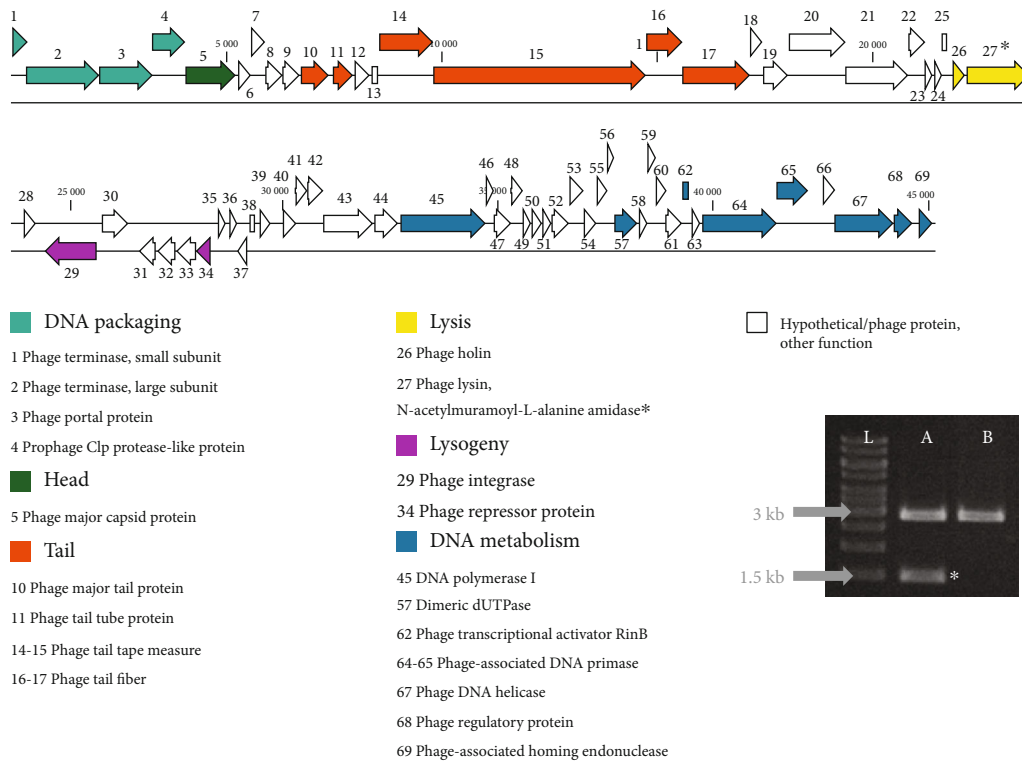 1 4 7 14 16 18 20 21 22 25
2 3 5 5 000 8 9 10 11 12 10 000 15 1 17 19 20 000 26 27*
6 13 23 24
56 59
41 42 46 48 53 55 60 62 65 66
28 25 000 30 35 36 38 39 40 30 000 43 44 45 35 000 50 52 58 40 000 64 67 68 69 45 000
47 49 51 54 57 61 63
29 31 32 33 34 37
DNA packaging
1 Phage terminase, small subunit
2 Phage terminase, large subunit
3 Phage portal protein
4 Prophage Clp protease-like protein
Head
5 Phage major capsid protein
Tail
10 Phage major tail protein
11 Phage tail tube protein
14-15 Phage tail tape measure
16-17 Phage tail fiber
Lysis
26 Phage holin
27 Phage lysin,
N-acetylmuramoyl-L-alanine amidase*
Lysogeny
29 Phage integrase
34 Phage repressor protein
DNA metabolism
45 DNA polymerase I
57 Dimeric dUTPase
62 Phage transcriptional activator RinB
64-65 Phage-associated DNA primase
67 Phage DNA helicase
68 Phage regulatory protein
69 Phage-associated homing endonuclease
Hypothetical/phage protein,
other function
L A B
3 kb
1.5 kb *